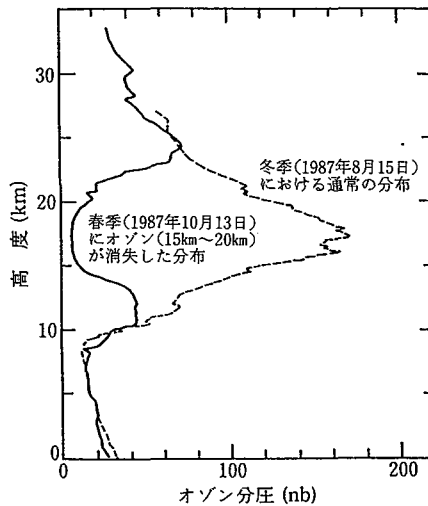 30
20
10
0
高 度 (km)
冬季(1987年8月15日)
における通常の分布
春季(1987年10月13日)
にオゾン(15km〜20km)
が消失した分布
0
100
200
オゾン分圧 (nb)